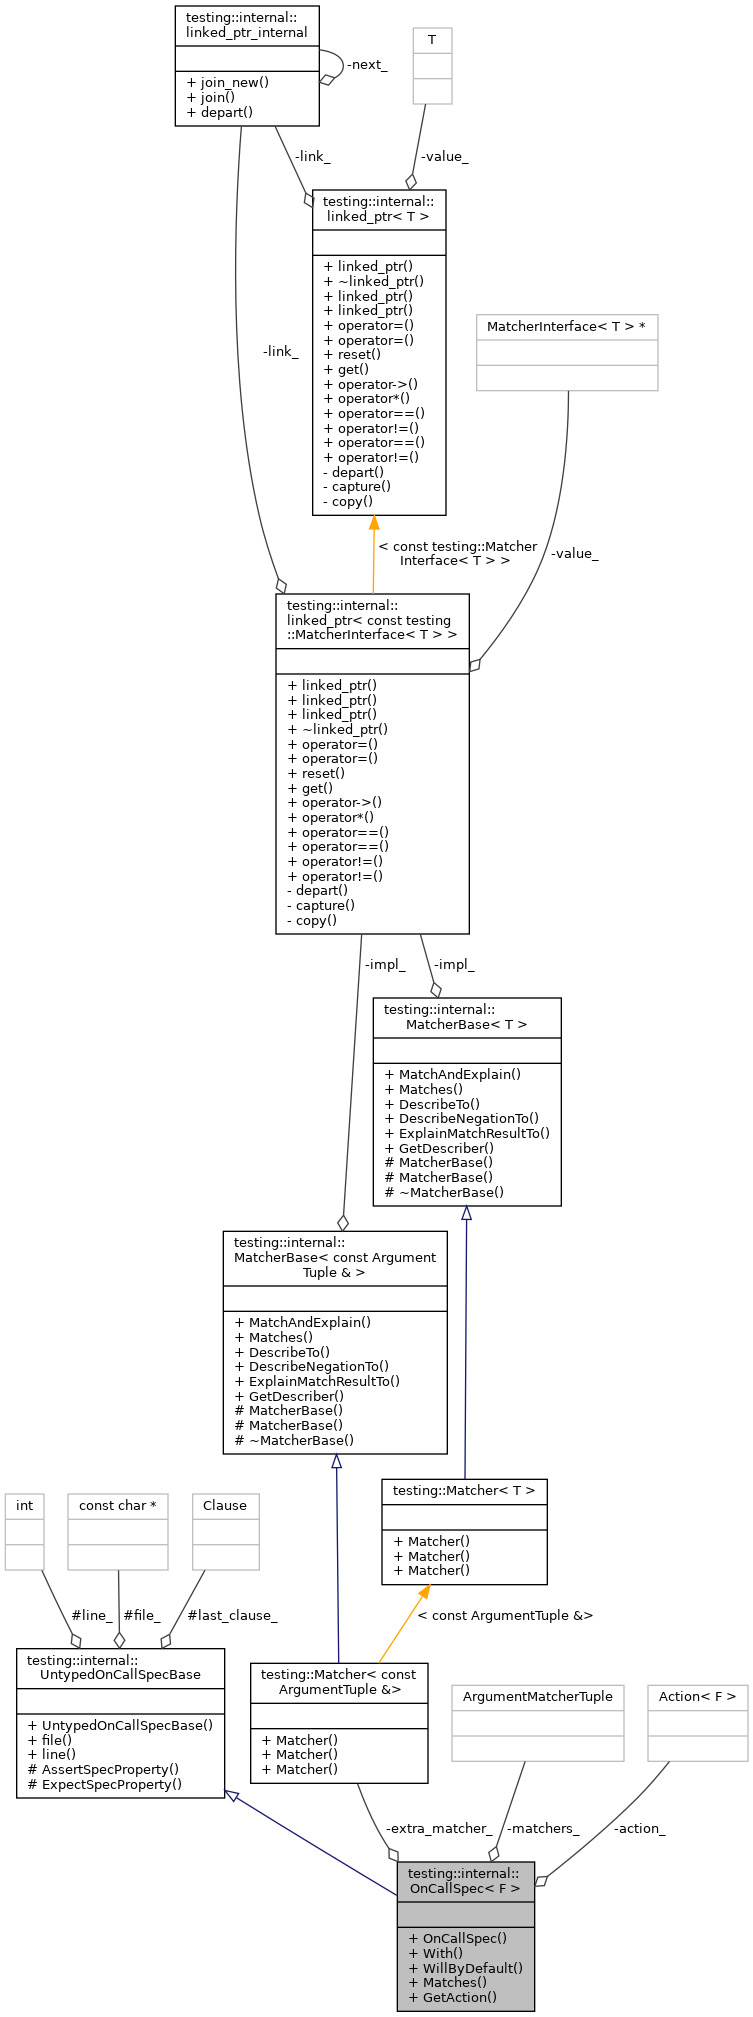 testing::internal::
linked_ptr_internal
+ join_new()
+ join()
+ depart()
-next_
T
-link_
-value_
testing::internal::
linked_ptr< T >
+ linked_ptr()
+ ~linked_ptr()
+ linked_ptr()
+ linked_ptr()
+ operator=()
+ operator=()
+ reset()
+ get()
+ operator->()
+ operator*()
+ operator==()
+ operator!=()
+ operator==()
+ operator!=()
- depart()
- capture()
- copy()
-link_
MatcherInterface< T > *
< const testing::Matcher
Interface< T > >
-value_
testing::internal::
linked_ptr< const testing
::MatcherInterface< T > >
+ linked_ptr()
+ linked_ptr()
+ linked_ptr()
+ ~linked_ptr()
+ operator=()
+ operator=()
+ reset()
+ get()
+ operator->()
+ operator*()
+ operator==()
+ operator==()
+ operator!=()
+ operator!=()
- depart()
- capture()
- copy()
-impl_
-impl_
testing::internal::
MatcherBase< T >
+ MatchAndExplain()
+ Matches()
+ DescribeTo()
+ DescribeNegationTo()
+ ExplainMatchResultTo()
+ GetDescriber()
# MatcherBase()
# MatcherBase()
# ~MatcherBase()
testing::internal::
MatcherBase< const Argument
Tuple & >
+ MatchAndExplain()
+ Matches()
+ DescribeTo()
+ DescribeNegationTo()
+ ExplainMatchResultTo()
+ GetDescriber()
# MatcherBase()
# MatcherBase()
# ~MatcherBase()
testing::Matcher< T >
+ Matcher()
+ Matcher()
+ Matcher()
int
const char *
Clause
#line_
#file_
#last_clause_
< const ArgumentTuple &>
testing::internal::
UntypedOnCallSpecBase
+ UntypedOnCallSpecBase()
+ file()
+ line()
# AssertSpecProperty()
# ExpectSpecProperty()
testing::Matcher< const
ArgumentTuple &>
+ Matcher()
+ Matcher()
+ Matcher()
ArgumentMatcherTuple
Action< F >
-extra_matcher_
-matchers_
-action_
testing::internal::
OnCallSpec< F >
+ OnCallSpec()
+ With()
+ WillByDefault()
+ Matches()
+ GetAction()